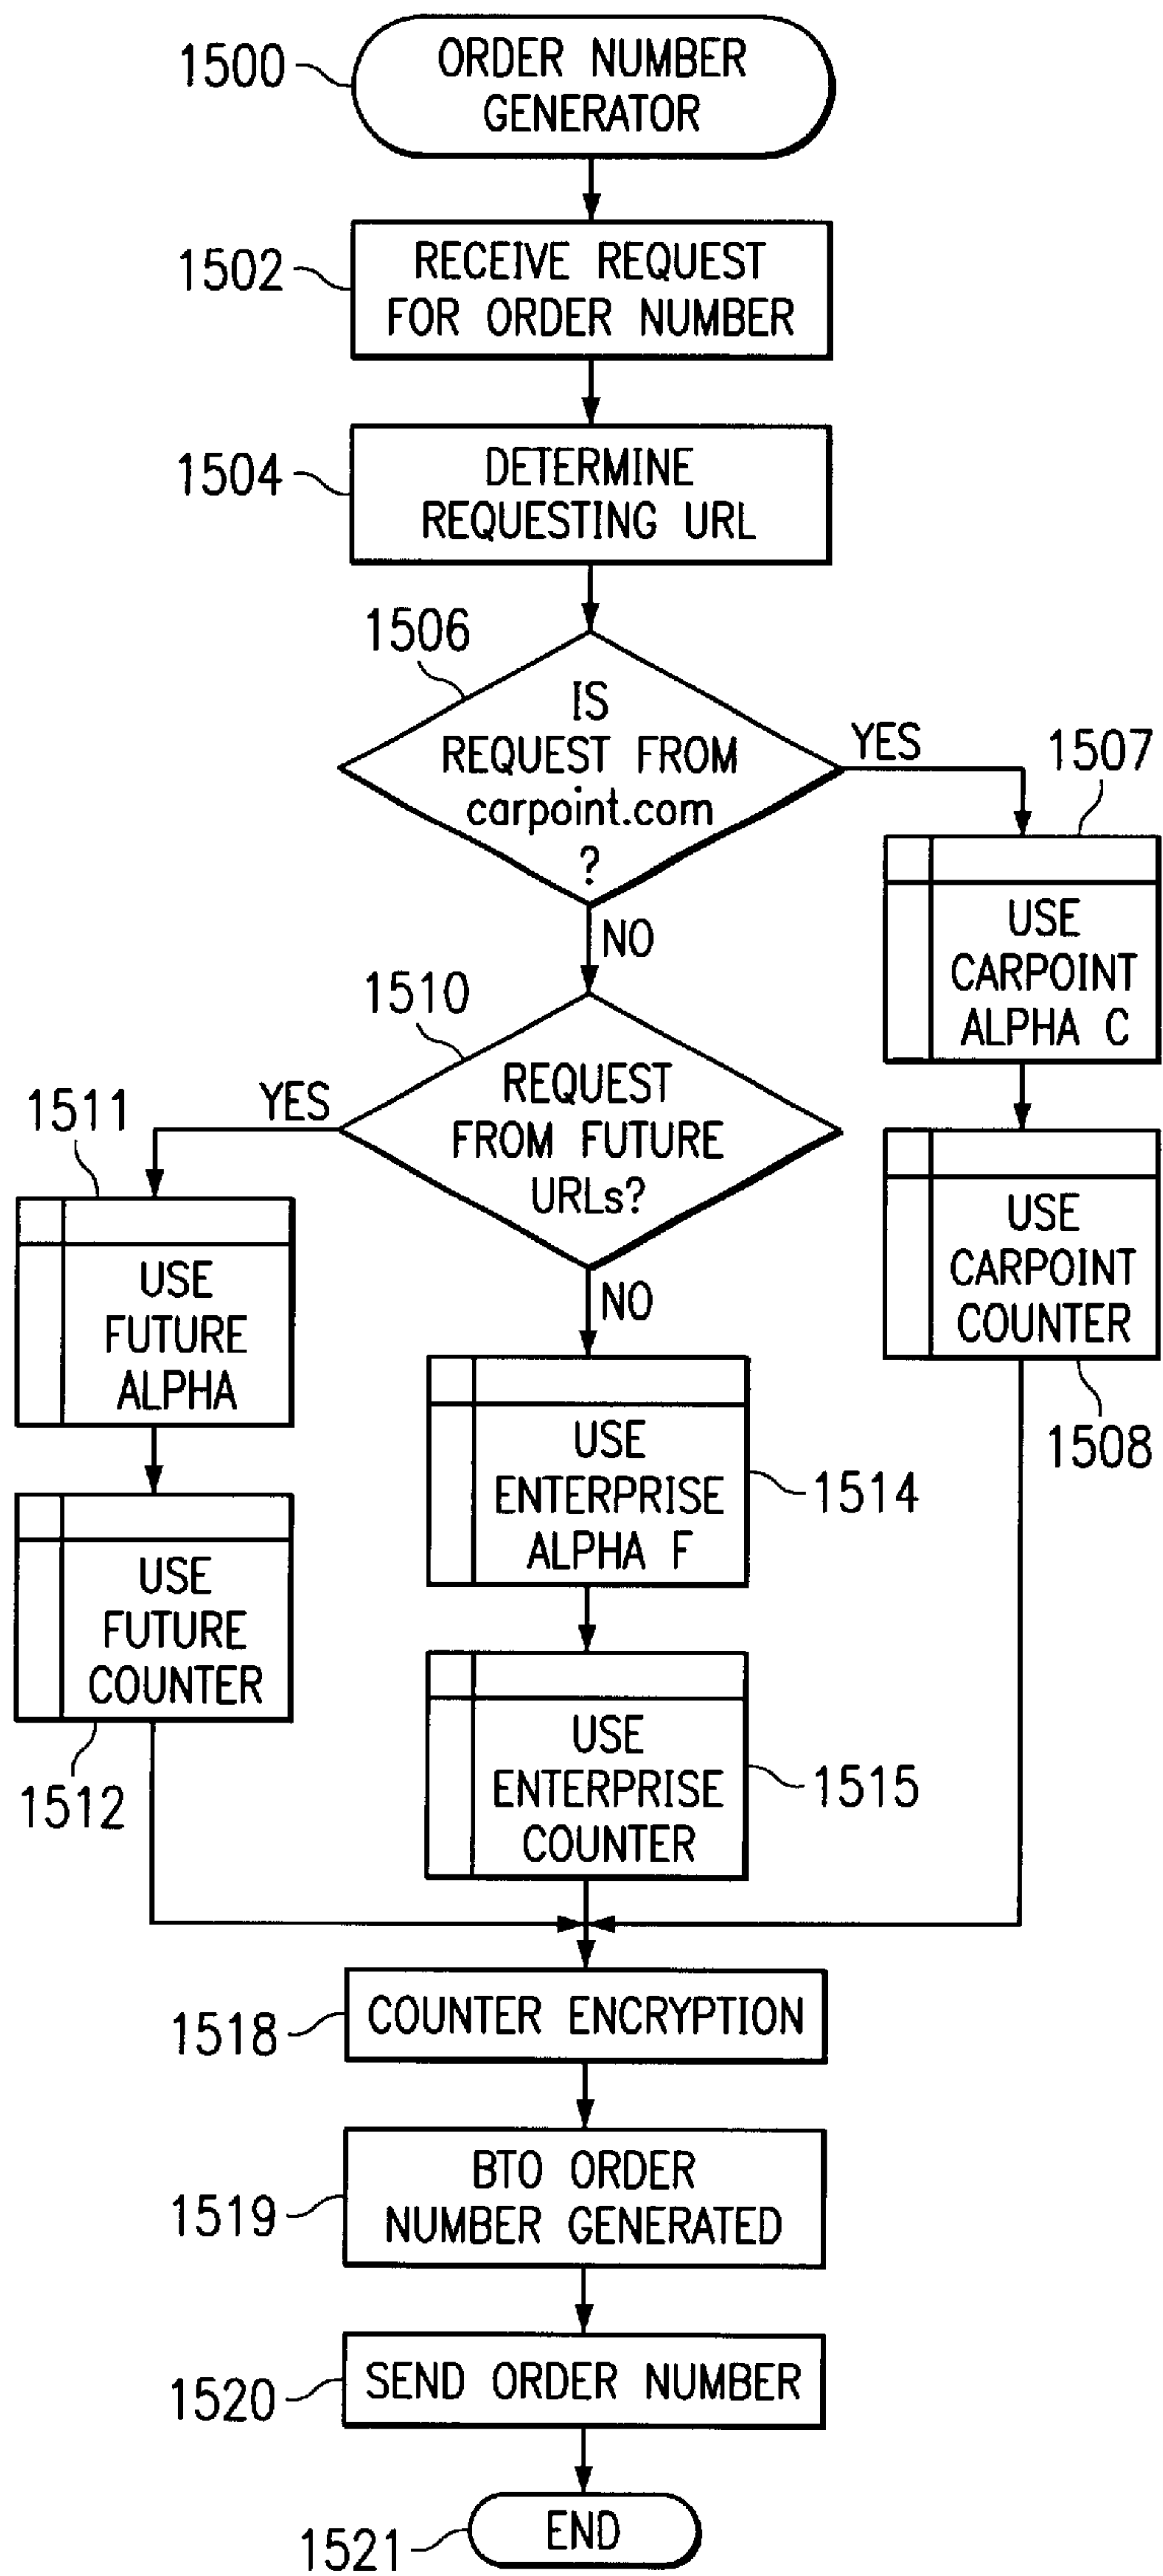 1500
ORDER NUMBER
GENERATOR
1502
RECEIVE REQUEST
FOR ORDER NUMBER
1504
DETERMINE
REQUESTING URL
1506
IS
REQUEST FROM
carpoint.com
?
YES
1507
USE
CARPOINT
ALPHA C
NO
1510
REQUEST
FROM FUTURE
URLs?
YES
1511
USE
FUTURE
ALPHA
USE
CARPOINT
COUNTER
1508
NO
USE
ENTERPRISE
ALPHA F
1514
USE
FUTURE
COUNTER
1512
USE
ENTERPRISE
COUNTER
1515
1518
COUNTER ENCRYPTION
1519
BTO ORDER
NUMBER GENERATED
1520
SEND ORDER NUMBER
1521
END